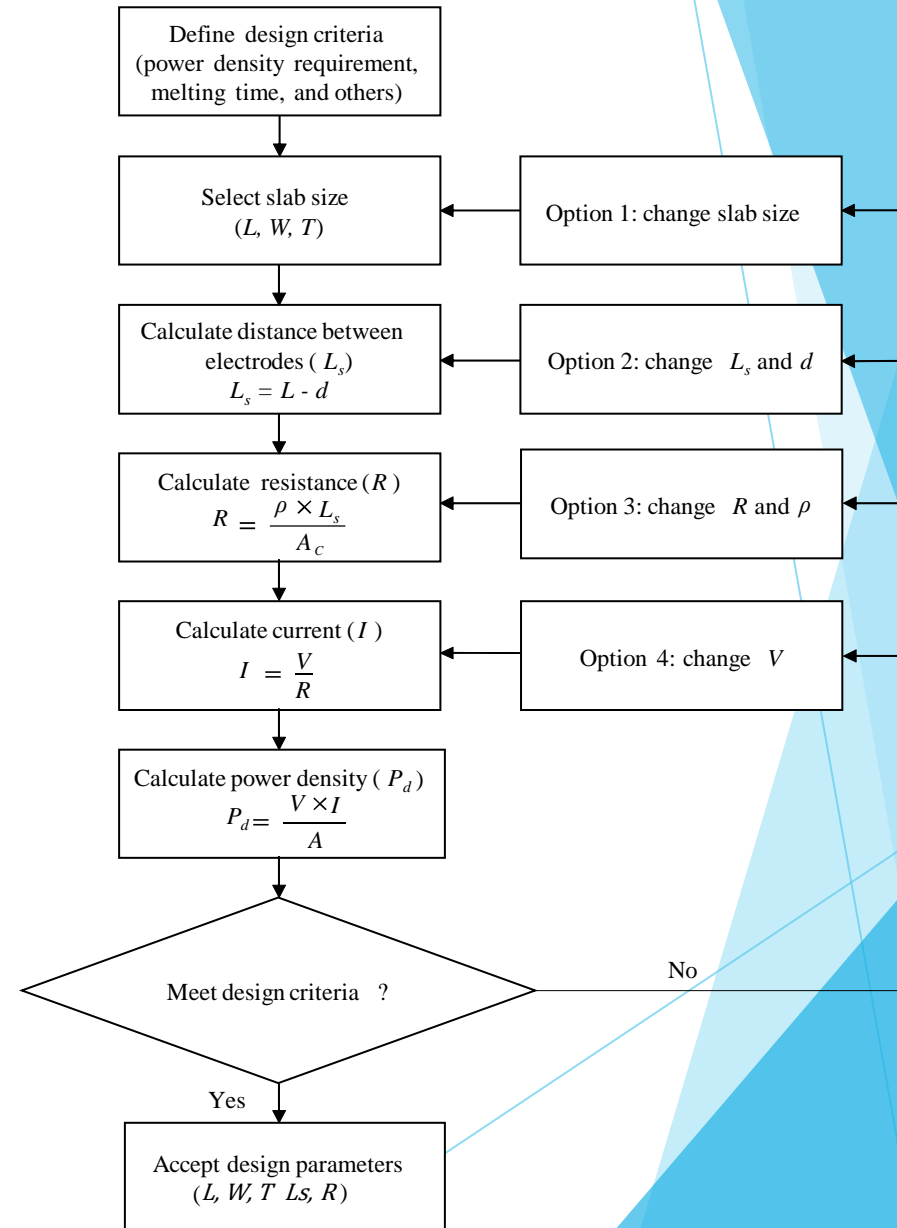 Define design criteria
(power density requirement,
melting time, and others)
Select slab size
(L, W, T)
Option 1: change slab size
Calculate distance between
electrodes ( Ls)
Ls = L - d
Option 2: change Ls and d
Calculate resistance (R)
R = ρ × Ls / AC
Option 3: change R and ρ
Calculate current (I)
I = V / R
Option 4: change V
Calculate power density ( Pd)
Pd = V × I / A
Meet design criteria ?
No
Yes
Accept design parameters
(L, W, T Ls, R)